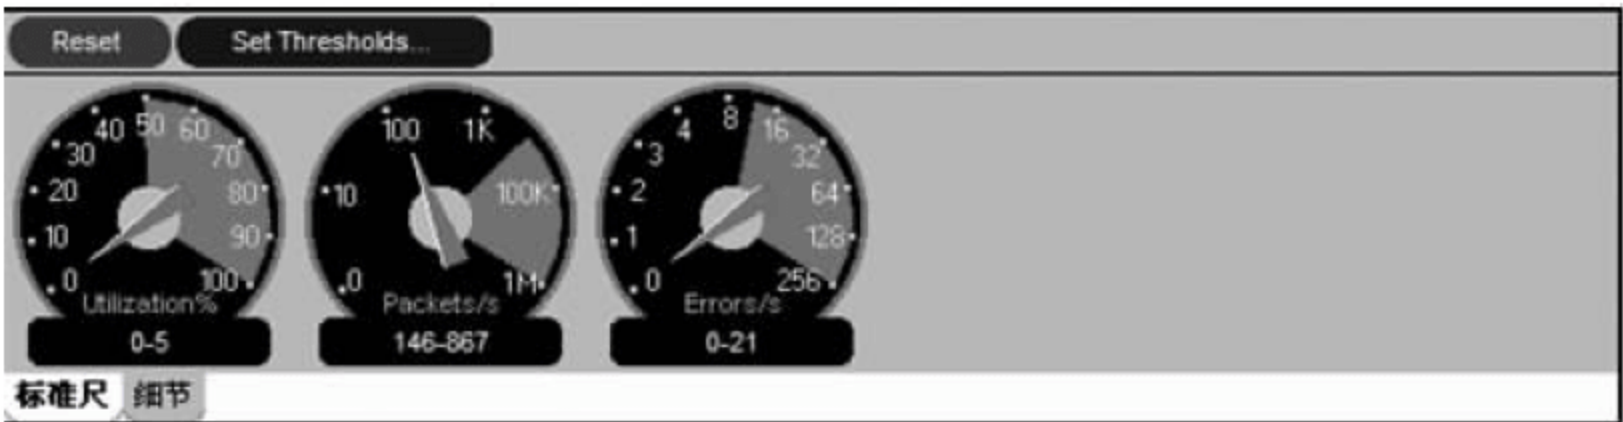 Reset Set Thresholds...
0 10 20 30 40 50 60 70 80 90 100
Utilization%
0-5
0 10 100 1K 100K 1M
Packets/s
146-867
0 1 2 3 4 8 16 32 64 128 256
Errors/s
0-21
标准尺 细节